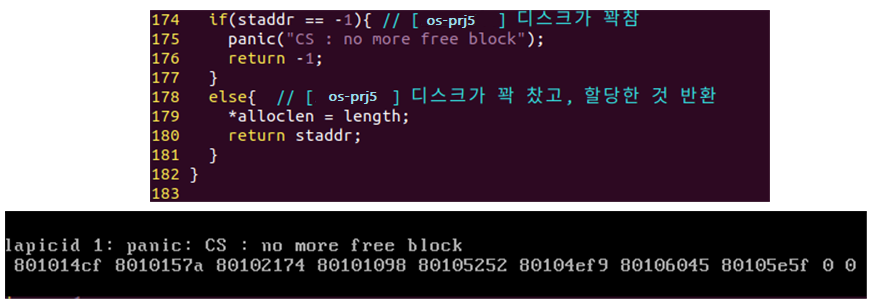 174   if(staddr == -1){ // [ os-prj5 ] 디스크가 꽉참
175     panic("CS : no more free block");
176     return -1;
177   }
178   else{  // [ os-prj5 ] 디스크가 꽉 찼고, 할당한 것 반환
179     *alloclen = length;
180     return staddr;
181   }
182 }
183
lapicid 1: panic: CS : no more free block
 801014cf 8010157a 80102174 80101098 80105252 80104ef9 80106045 80105e5f 0 0